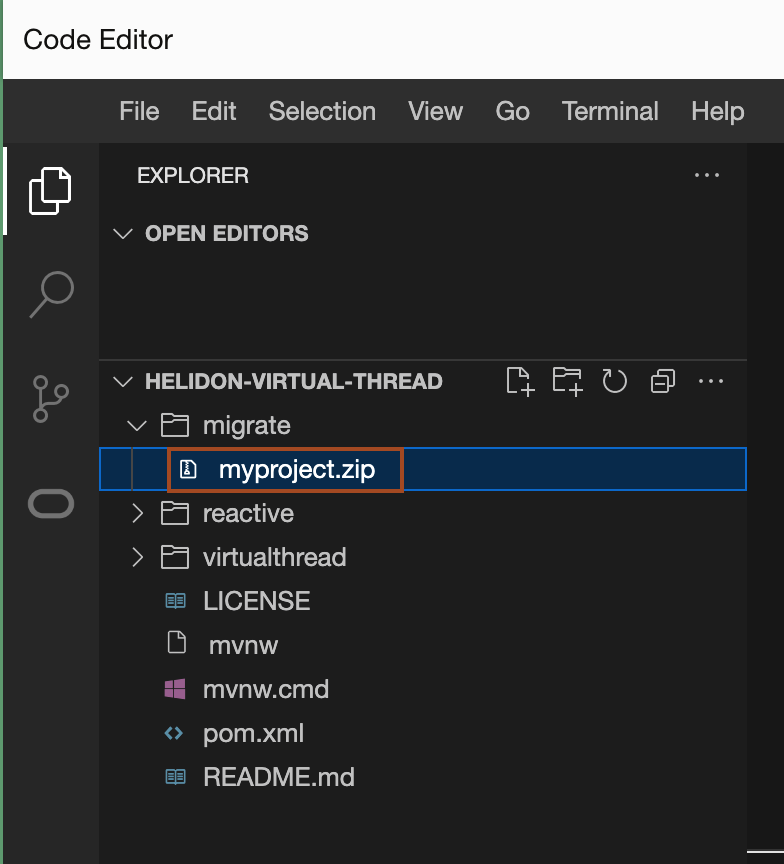 Code Editor
File Edit Selection View Go Terminal Help
EXPLORER
OPEN EDITORS
HELIDON-VIRTUAL-THREAD
migrate
myproject.zip
reactive
virtualthread
LICENSE
mvnw
mvnw.cmd
pom.xml
README.md